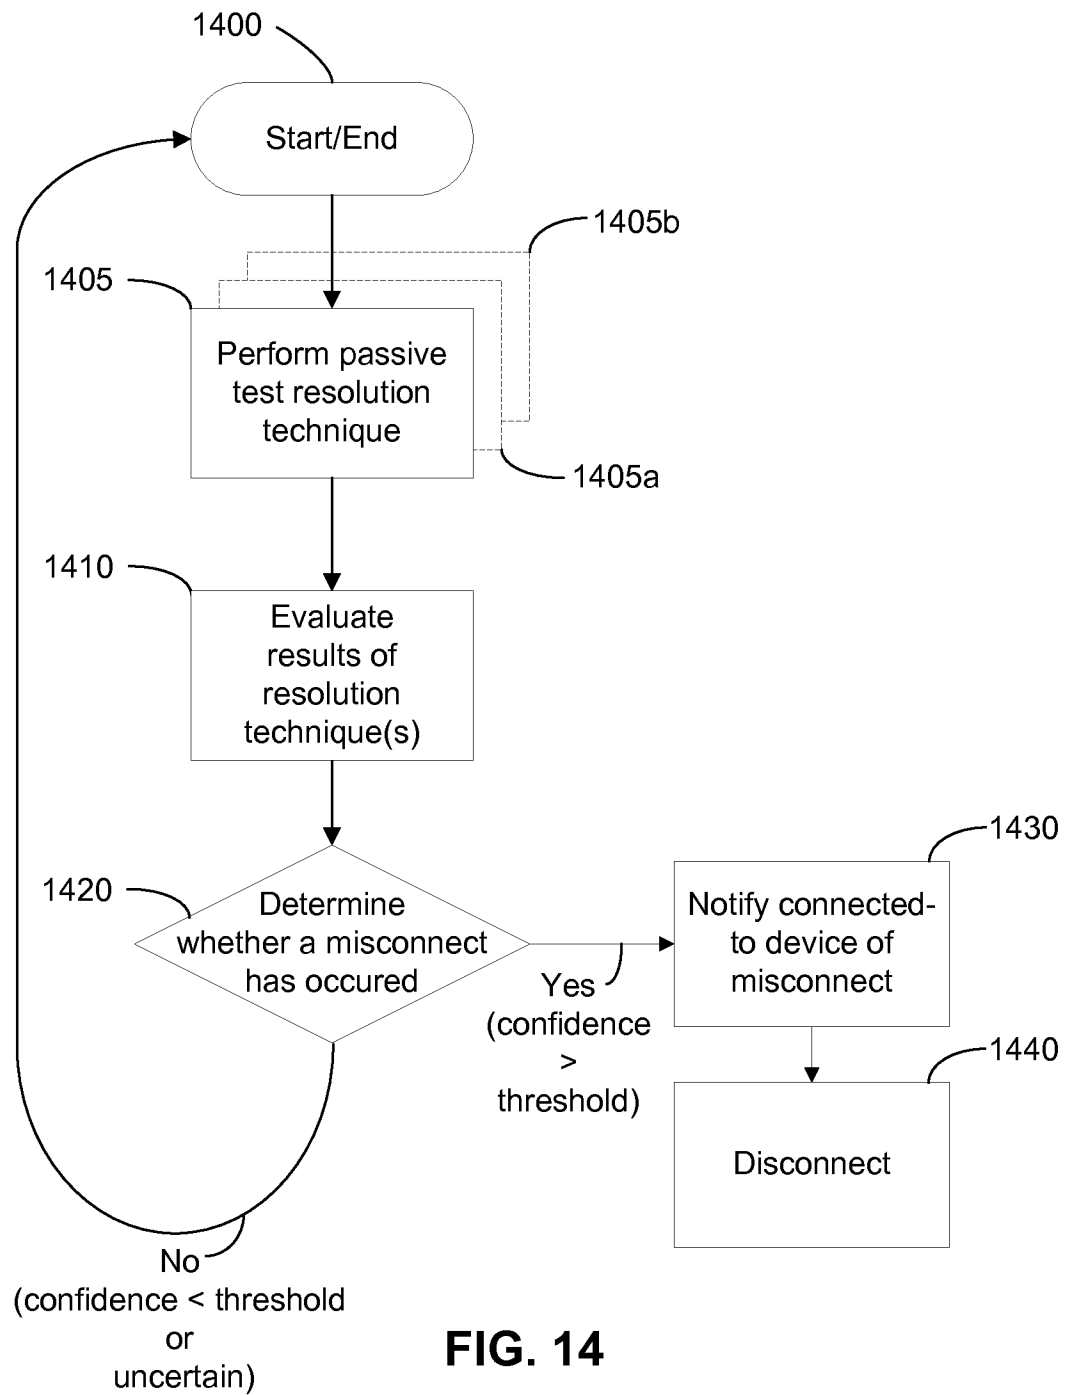 1400
Start/End
1405b
1405
Perform passive
test resolution
technique
1405a
1410
Evaluate
results of
resolution
technique(s)
1420
Determine
whether a misconnect
has occured
Yes
(confidence
>
threshold)
1430
Notify connected-
to device of
misconnect
1440
Disconnect
No
(confidence < threshold
or
uncertain)
FIG. 14